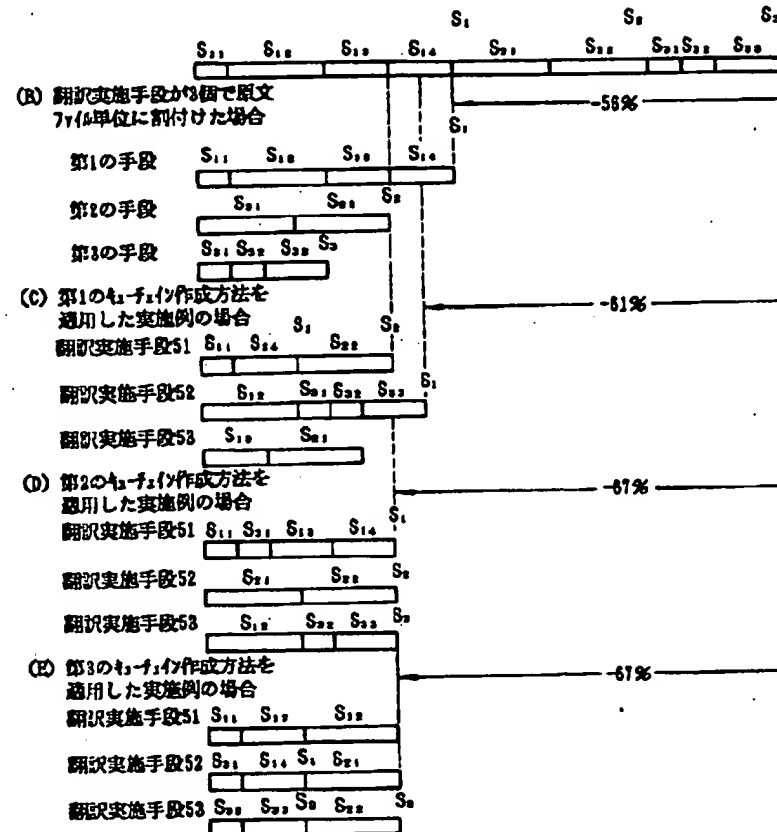 S₁ S₂ S₃
S₁₁ S₁₂ S₁₃ S₁₄ S₂₁ S₂₂ S₃₁ S₃₂ S₃₃
(B) 翻訳実施手段が3個で原文
ファイル単位に割付けた場合
-56%
S₁
第1の手段 S₁₁ S₁₂ S₁₃ S₁₄
第2の手段 S₂₁ S₂₂ S₂
第3の手段 S₃₁ S₃₂ S₃₃ S₃
(C) 第1のキューチェイン作成方法を
適用した実施例の場合
-61%
S₁ S₂
翻訳実施手段51 S₁₁ S₁₄ S₂₂
翻訳実施手段52 S₁₂ S₃₁ S₃₂ S₃₃ S₃
翻訳実施手段53 S₁₃ S₂₁
(D) 第2のキューチェイン作成方法を
適用した実施例の場合
-67%
翻訳実施手段51 S₁₁ S₃₁ S₁₃ S₁₄ S₁
翻訳実施手段52 S₂₁ S₂₂ S₂
翻訳実施手段53 S₁₂ S₃₂ S₃₃ S₃
(E) 第3のキューチェイン作成方法を
適用した実施例の場合
-67%
翻訳実施手段51 S₁₁ S₁₂
翻訳実施手段52 S₃₁ S₁₄ S₁ S₂₁
翻訳実施手段53 S₃₂ S₃₃ S₃ S₂₂ S₂